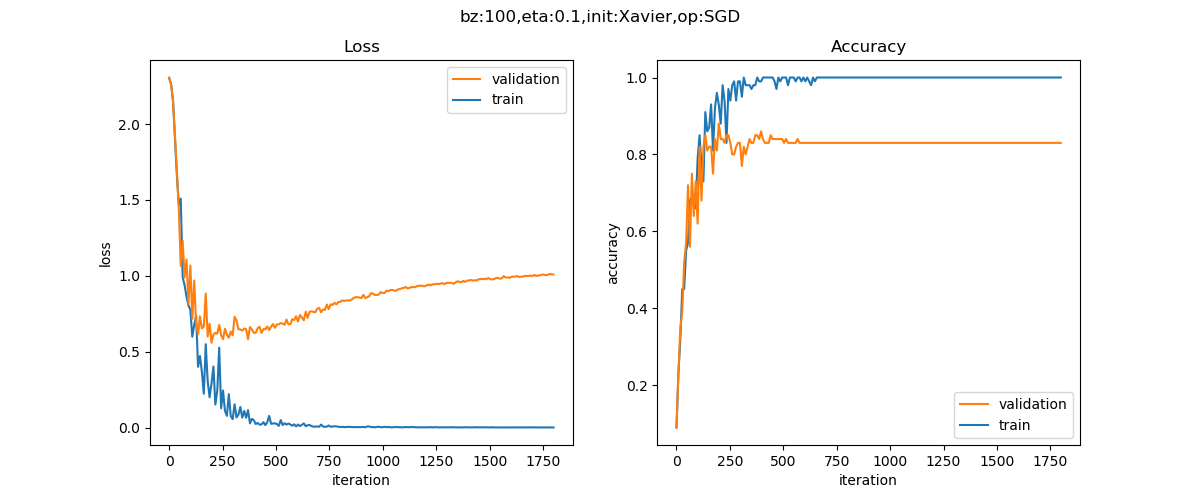 bz:100,eta:0.1,init:Xavier,op:SGD
Loss
validation
train
2.0
1.5
1.0
0.5
0.0
loss
0 250 500 750 1000 1250 1500 1750
iteration
Accuracy
1.0
0.8
0.6
0.4
0.2
accuracy
validation
train
0 250 500 750 1000 1250 1500 1750
iteration